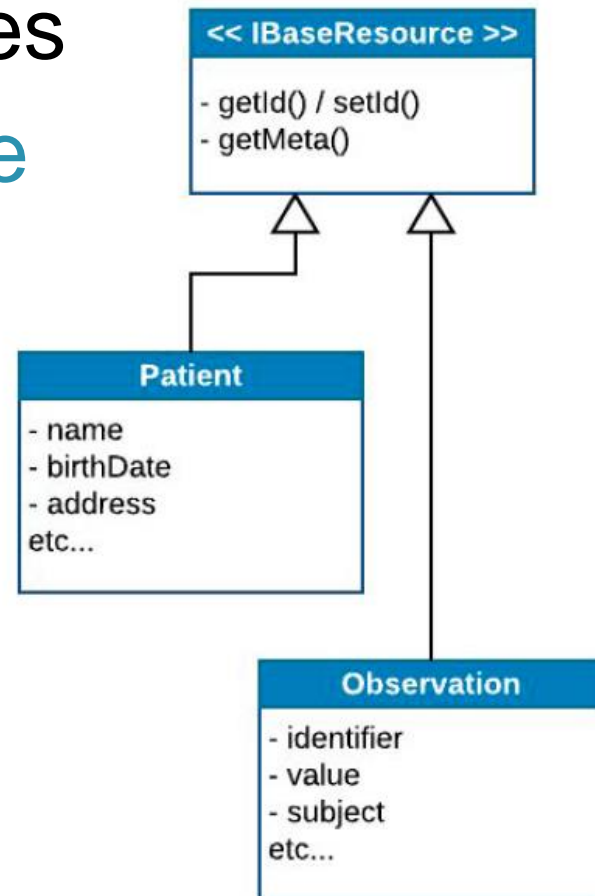 es
e
<< IBaseResource >>
- getId() / setId()
- getMeta()
Patient
- name
- birthDate
- address
etc...
Observation
- identifier
- value
- subject
etc...